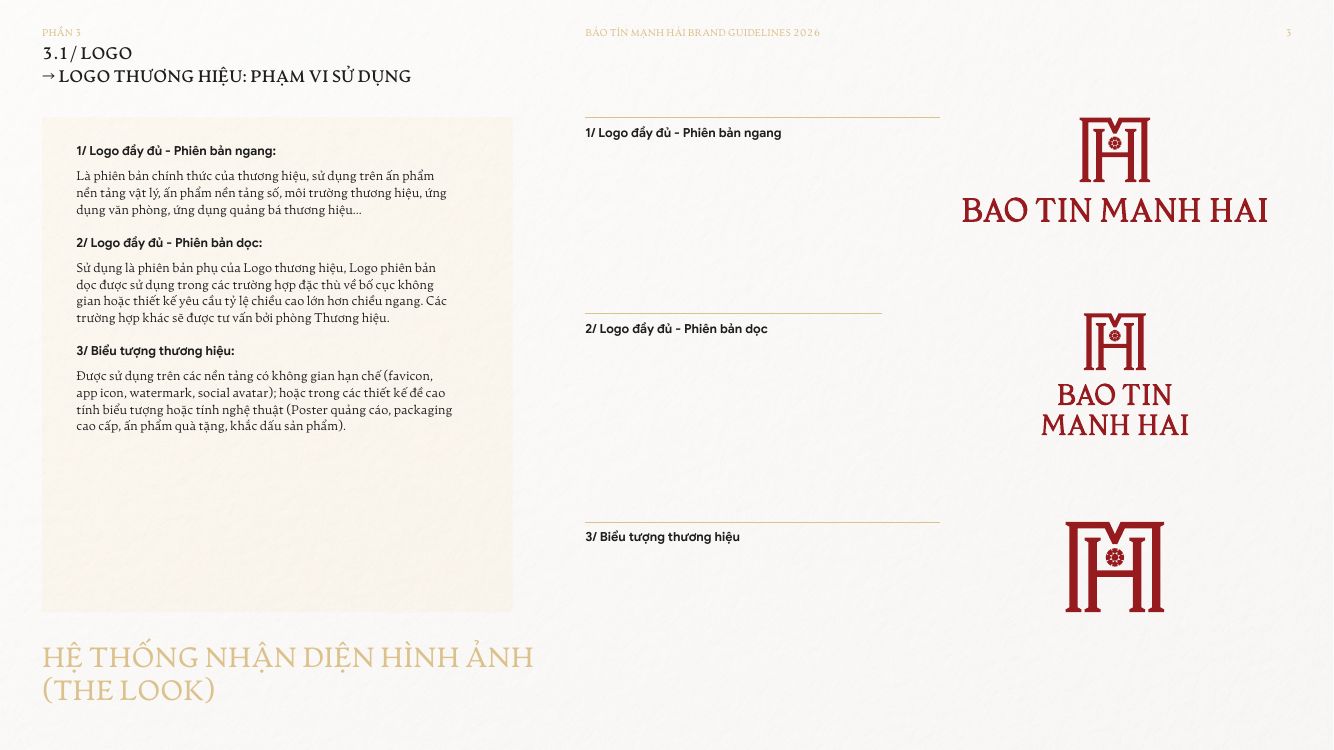 PHẦN 3
BẢO TÍN MẠNH HẢI BRAND GUIDELINES 2026
3
3.1/ LOGO
→ LOGO THƯƠNG HIỆU: PHẠM VI SỬ DỤNG
1/ Logo đầy đủ - Phiên bản ngang:
Là phiên bản chính thức của thương hiệu, sử dụng trên ấn phẩm
nền tảng vật lý, ấn phẩm nền tảng số, môi trường thương hiệu, ứng
dụng văn phòng, ứng dụng quảng bá thương hiệu...
2/ Logo đầy đủ - Phiên bản dọc:
Sử dụng là phiên bản phụ của Logo thương hiệu, Logo phiên bản
dọc được sử dụng trong các trường hợp đặc thù về bố cục không
gian hoặc thiết kế yêu cầu tỷ lệ chiều cao lớn hơn chiều ngang. Các
trường hợp khác sẽ được tư vấn bởi phòng Thương hiệu.
3/ Biểu tượng thương hiệu:
Được sử dụng trên các nền tảng có không gian hạn chế (favicon,
app icon, watermark, social avatar); hoặc trong các thiết kế đề cao
tính biểu tượng hoặc tính nghệ thuật (Poster quảng cáo, packaging
cao cấp, ấn phẩm quà tặng, khắc dấu sản phẩm).
HỆ THỐNG NHẬN DIỆN HÌNH ẢNH
(THE LOOK)
1/ Logo đầy đủ - Phiên bản ngang
BAO TIN MANH HAI
2/ Logo đầy đủ - Phiên bản dọc
BAO TIN
MANH HAI
3/ Biểu tượng thương hiệu